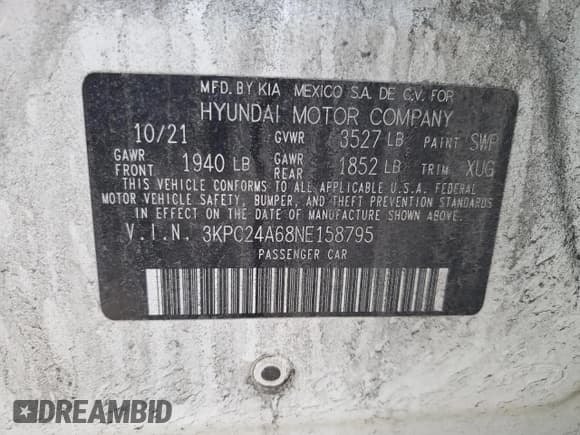 MFD. BY KIA MEXICO S.A. DE C.V. FOR
HYUNDAI MOTOR COMPANY
10/21 GVWR 3527 LB PAINT SWP
GAWR FRONT 1940 LB GAWR REAR 1852 LB TRIM XUG
THIS VEHICLE CONFORMS TO ALL APPLICABLE U.S.A. FEDERAL
MOTOR VEHICLE SAFETY, BUMPER, AND THEFT PREVENTION STANDARDS
IN EFFECT ON THE DATE OF MANUFACTURE SHOWN ABOVE.
V.I.N. 3KPC24A68NE158795
PASSENGER CAR
DREAMBID